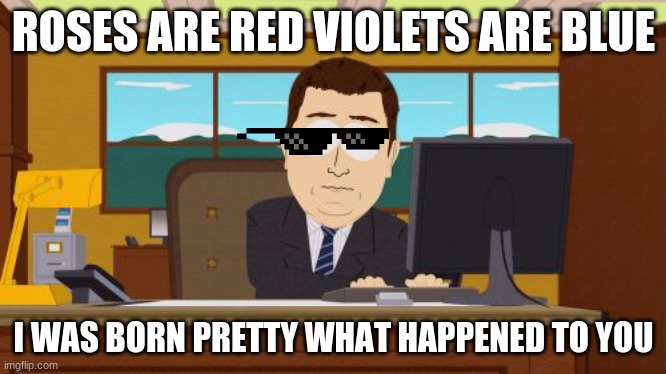 ROSES ARE RED VIOLETS ARE BLUE
I WAS BORN PRETTY WHAT HAPPENED TO YOU
imgflip.com